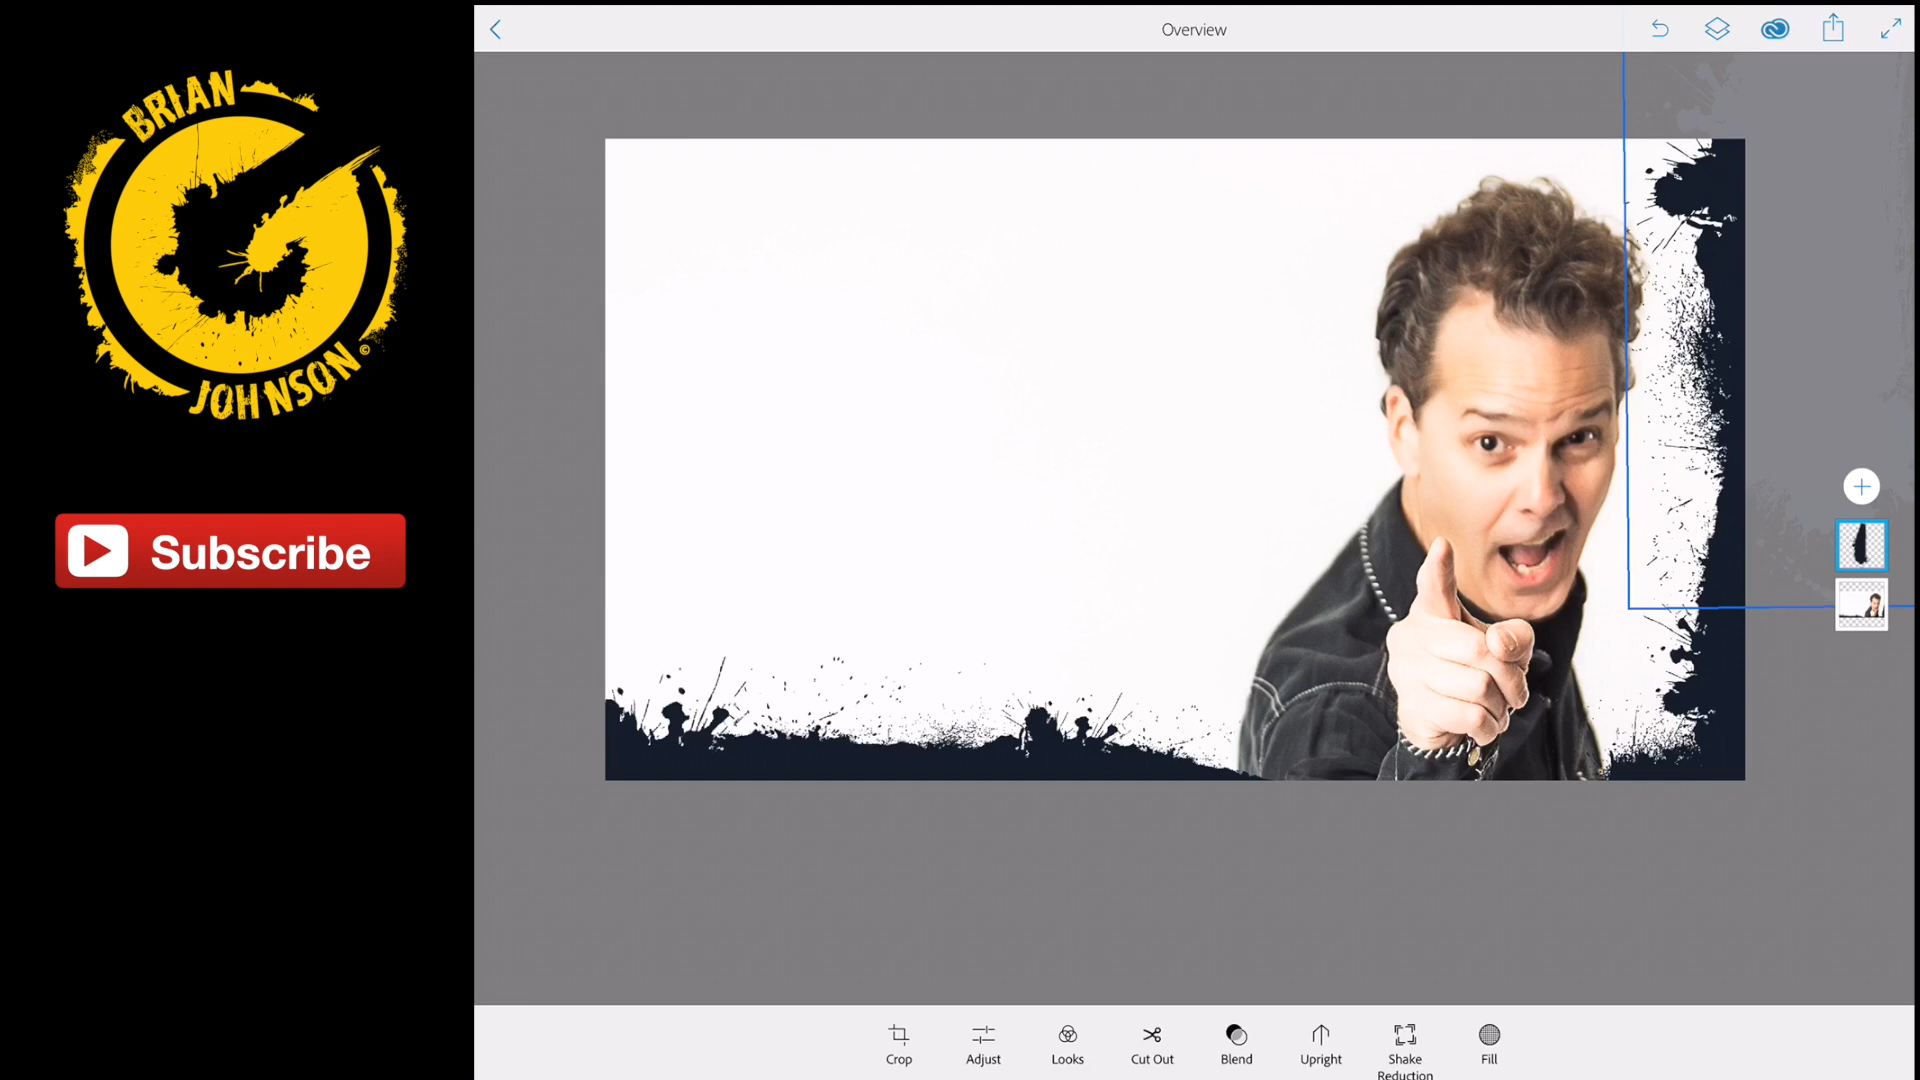 BRIAN
JOHNSON©
Subscribe
Overview
Crop
Adjust
Looks
Cut Out
Blend
Upright
Shake
Reduction
Fill